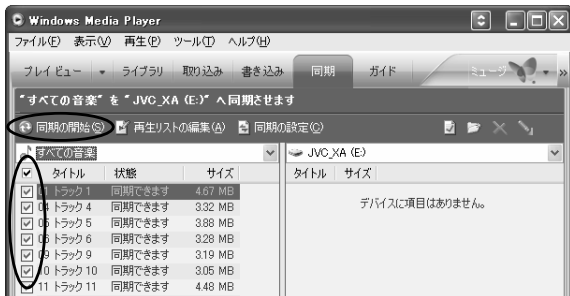 Windows Media Player
ファイル(F) 表示(V) 再生(P) ツール(T) ヘルプ(H)
プレイ ビュー ライブラリ 取り込み 書き込み 同期 ガイド ミュージ
"すべての音楽" を "JVC_XA (E:)" へ同期させます
同期の開始(S) 再生リストの編集(A) 同期の設定(C)
すべての音楽 JVC_XA (E:)
タイトル 状態 サイズ タイトル サイズ
01 トラック 1 同期できます 4.67 MB
04 トラック 4 同期できます 3.32 MB
05 トラック 5 同期できます 3.88 MB
06 トラック 6 同期できます 3.28 MB
09 トラック 9 同期できます 3.19 MB
10 トラック 10 同期できます 3.05 MB
11 トラック 11 同期できます 4.48 MB
デバイスに項目はありません。